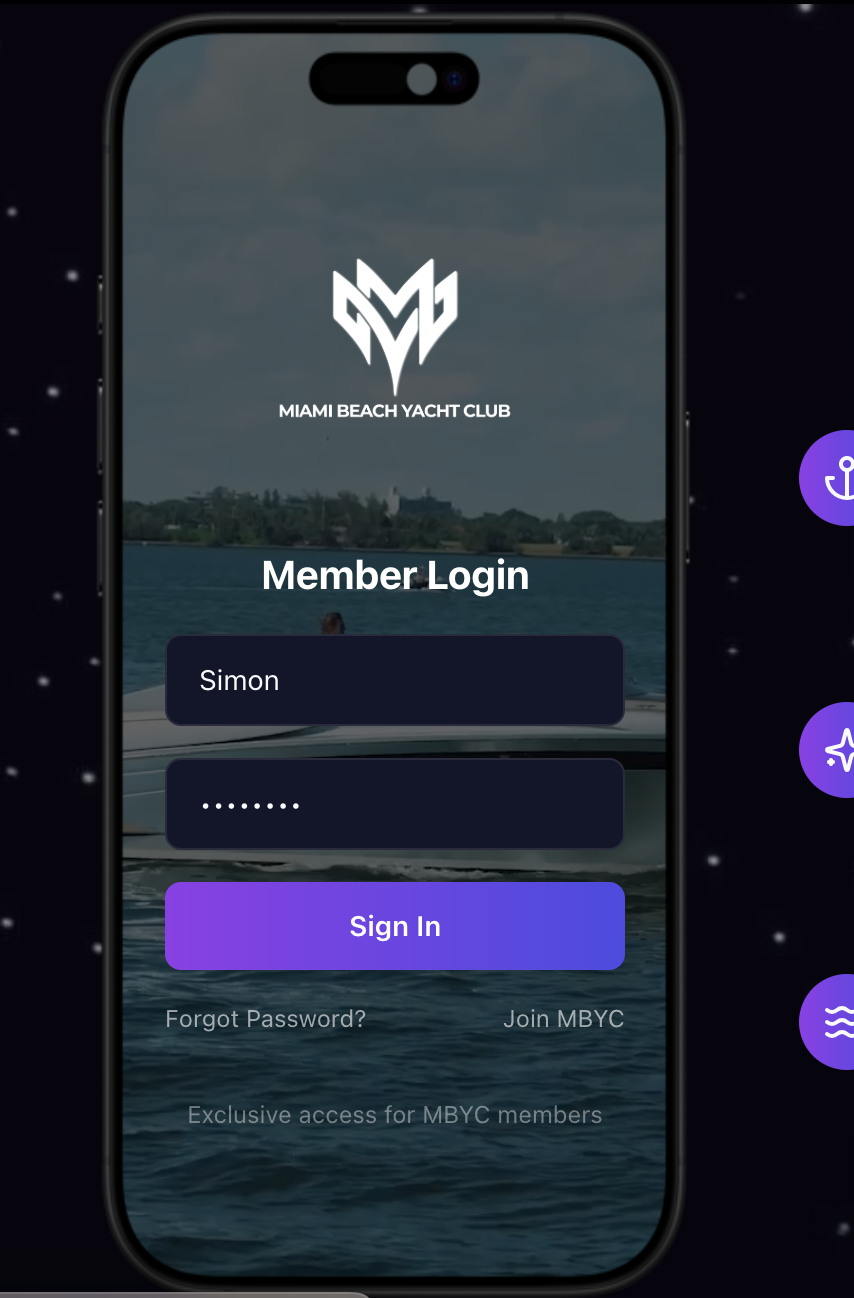 MIAMI BEACH YACHT CLUB
Member Login
Simon
••••••••
Sign In
Forgot Password? Join MBYC
Exclusive access for MBYC members